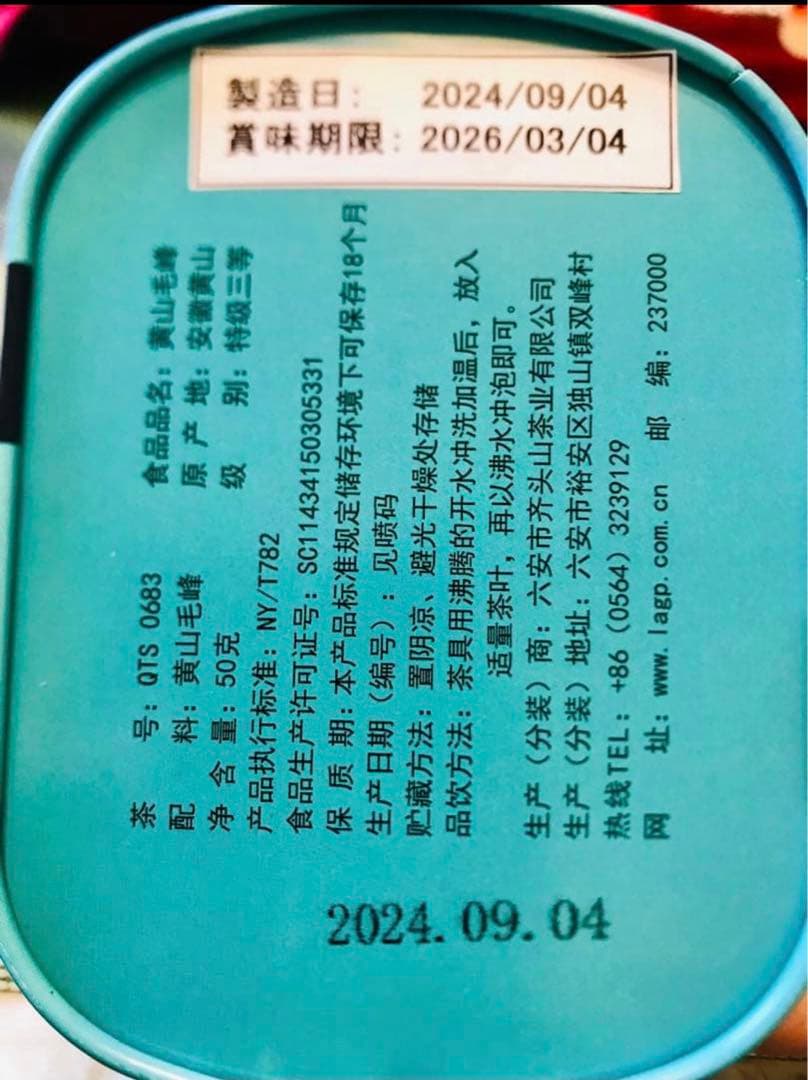 製造日: 2024/09/04
賞味期限: 2026/03/04
茶 号: QTS 0683 食品品名: 黄山毛峰
配 料: 黄山毛峰 原 产 地: 安徽黄山
净 含 量: 50克 级 别: 特级三等
产品执行标准: NY/T782
食品生产许可证号: SC11434150305331
保 质 期: 本产品标准规定储存环境下可保存18个月
生产日期(编号): 见喷码
贮藏方法: 置阴凉、避光干燥处存储
品饮方法: 茶具用沸腾的开水冲洗加温后, 放入
适量茶叶, 再以沸水冲泡即可。
生产(分装)商: 六安市齐头山茶业有限公司
生产(分装)地址: 六安市裕安区独山镇双峰村
热线TEL: +86 (0564) 3239129
网 址: www.lagp.com.cn 邮 编: 237000
2024.09.04